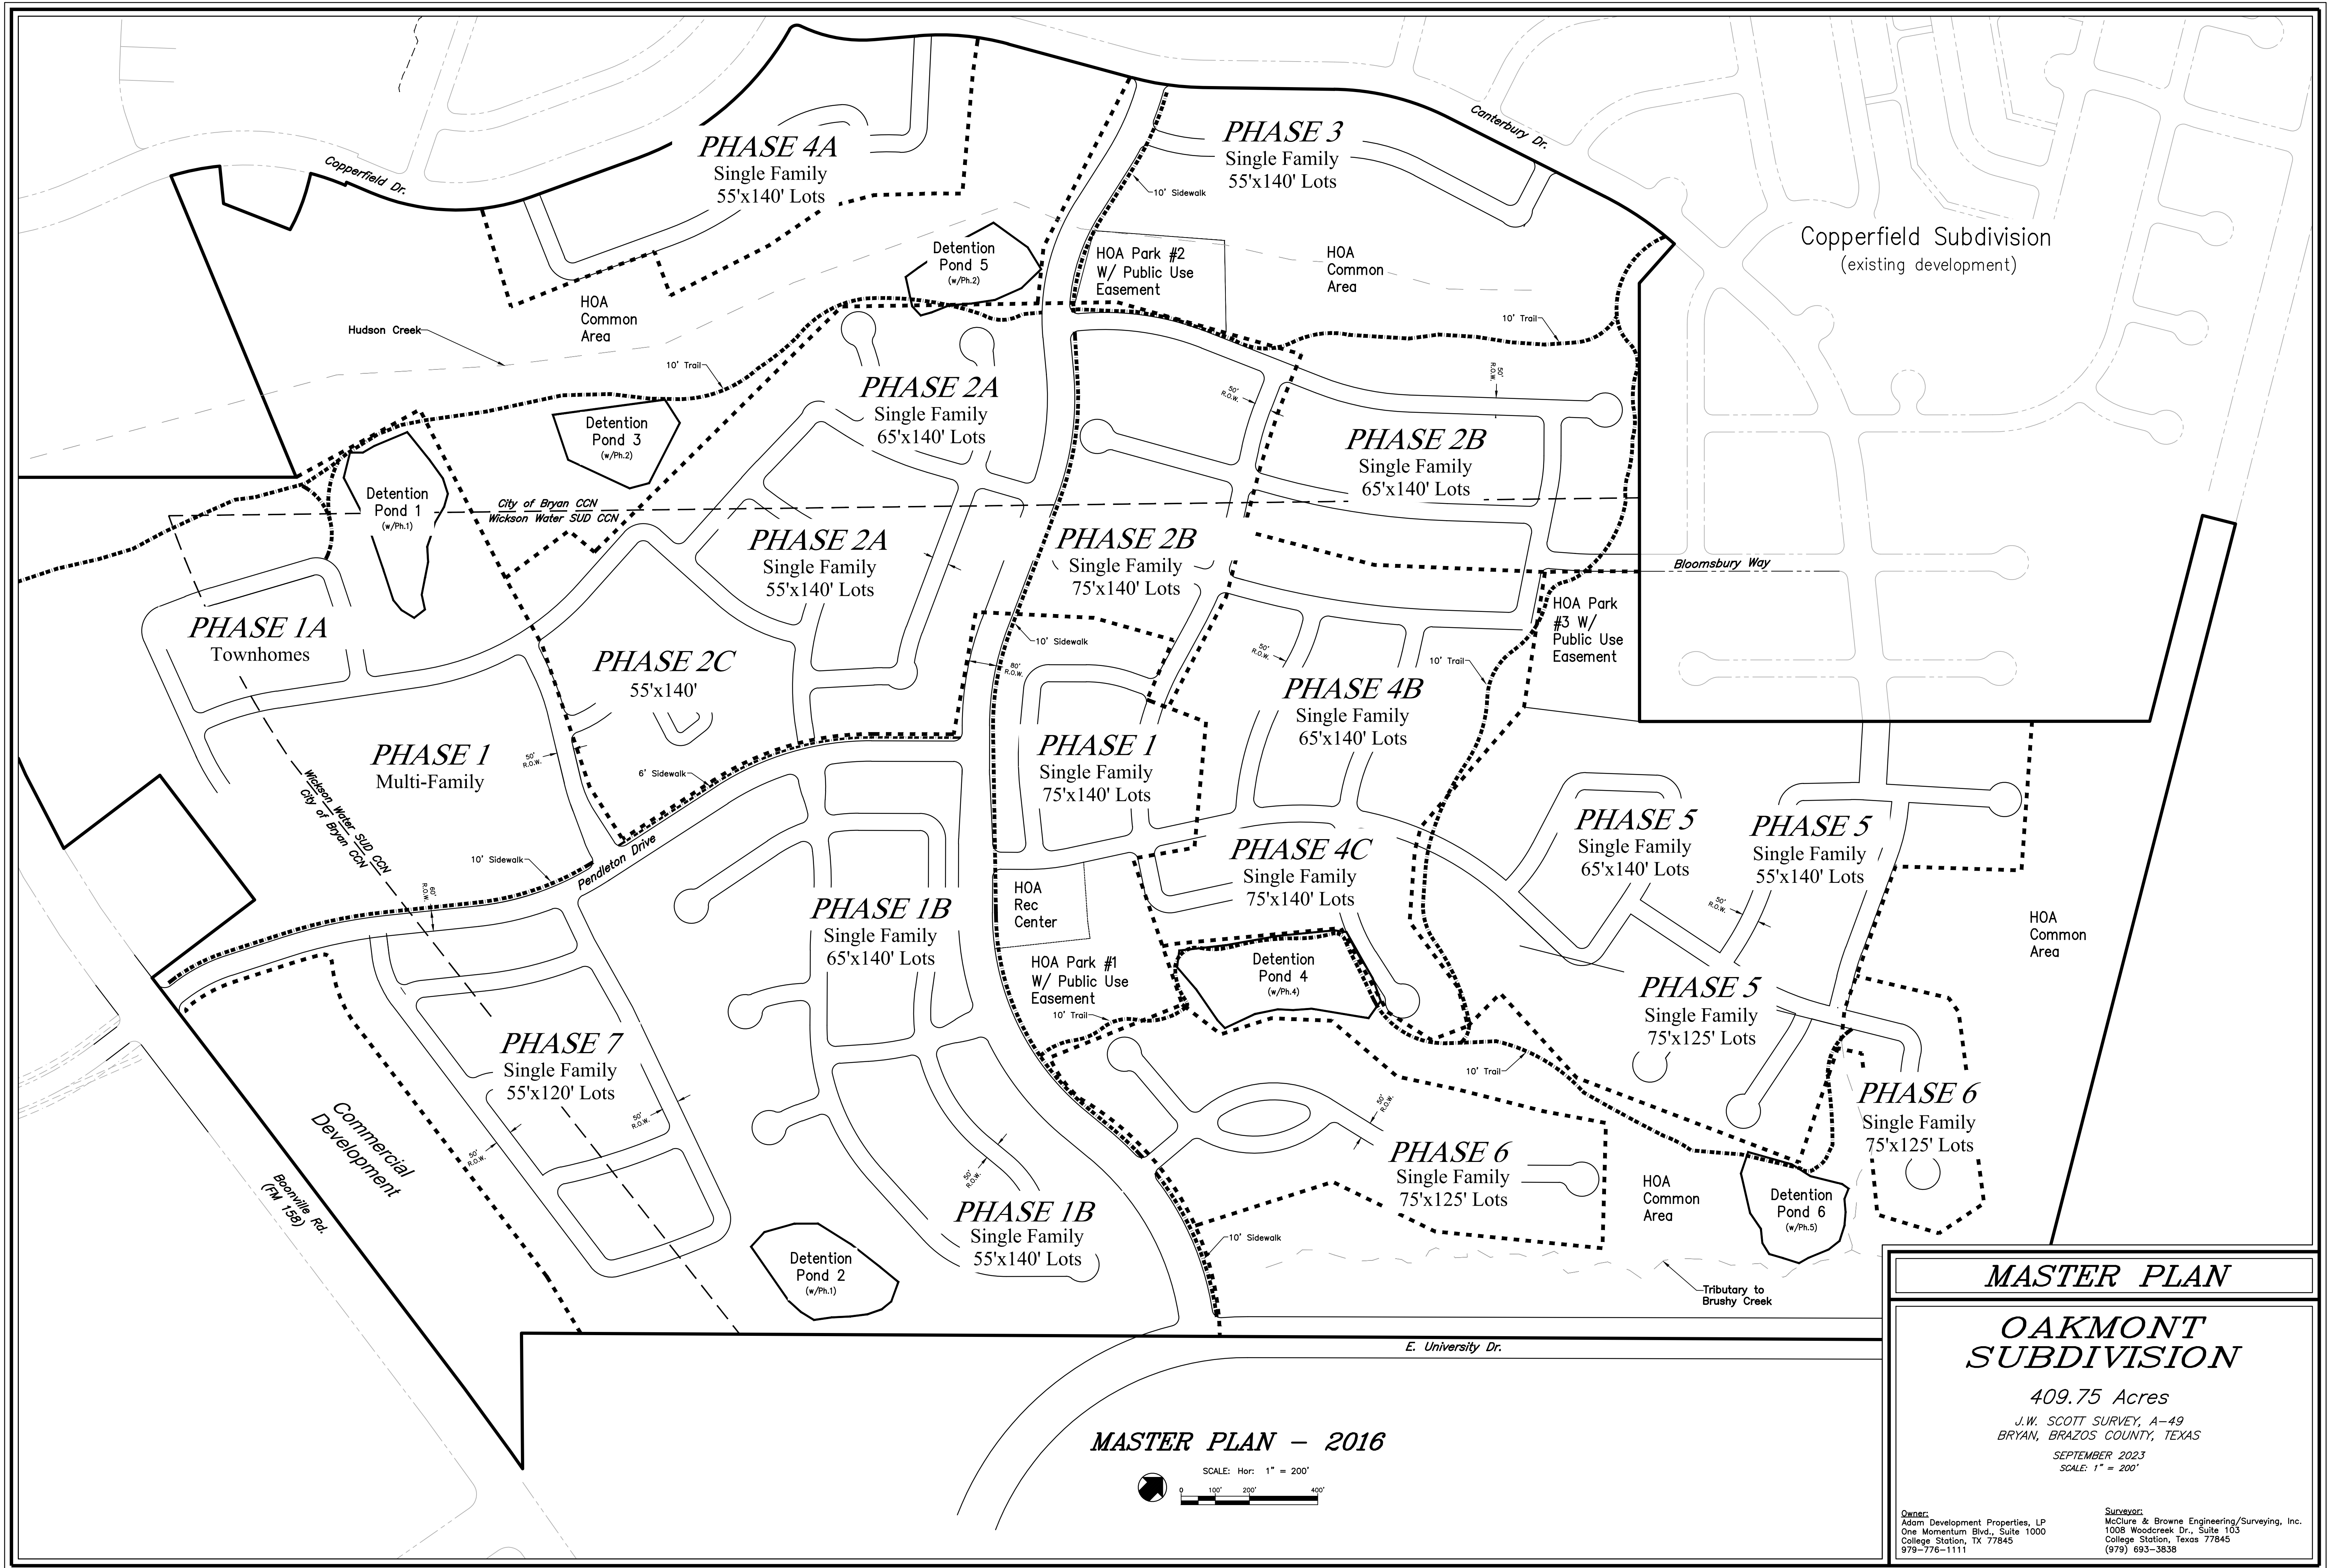 Copperfield Dr.
PHASE 4A
Single Family
55'x140' Lots
PHASE 3
Single Family
55'x140' Lots
Canterbury Dr.
10' Sidewalk
Copperfield Subdivision
(existing development)
Detention
Pond 5
(w/Ph.2)
HOA Park #2
W/ Public Use
Easement
HOA
Common
Area
HOA
Common
Area
Hudson Creek
10' Trail
10' Trail
50'
R.O.W.
50'
R.O.W.
PHASE 2A
Single Family
65'x140' Lots
Detention
Pond 3
(w/Ph.2)
PHASE 2B
Single Family
65'x140' Lots
Detention
Pond 1
(w/Ph.1)
City of Bryan CCN
Wickson Water SUD CCN
PHASE 2A
Single Family
55'x140' Lots
PHASE 2B
Single Family
75'x140' Lots
Bloomsbury Way
HOA Park
#3 W/
Public Use
Easement
PHASE 1A
Townhomes
10' Sidewalk
80'
R.O.W.
50'
R.O.W.
10' Trail
PHASE 2C
55'x140'
PHASE 4B
Single Family
65'x140' Lots
PHASE 1
Multi-Family
50'
R.O.W.
6' Sidewalk
PHASE 1
Single Family
75'x140' Lots
Wickson Water SUD CCN
City of Bryan CCN
PHASE 5
Single Family
65'x140' Lots
PHASE 5
Single Family
55'x140' Lots
10' Sidewalk
Pendleton Drive
60'
R.O.W.
PHASE 4C
Single Family
75'x140' Lots
HOA
Rec
Center
50'
R.O.W.
PHASE 1B
Single Family
65'x140' Lots
HOA
Common
Area
HOA Park #1
W/ Public Use
Easement
10' Trail
Detention
Pond 4
(w/Ph.4)
PHASE 5
Single Family
75'x125' Lots
PHASE 7
Single Family
55'x120' Lots
50'
R.O.W.
50'
R.O.W.
10' Trail
50'
R.O.W.
PHASE 6
Single Family
75'x125' Lots
Commercial
Development
Boonville Rd.
(FM 158)
50'
R.O.W.
PHASE 6
Single Family
75'x125' Lots
HOA
Common
Area
Detention
Pond 6
(w/Ph.5)
PHASE 1B
Single Family
55'x140' Lots
Detention
Pond 2
(w/Ph.1)
10' Sidewalk
Tributary to
Brushy Creek
E. University Dr.
MASTER PLAN – 2016
SCALE: Hor: 1" = 200'
0 100' 200' 400'
MASTER PLAN
OAKMONT
SUBDIVISION
409.75 Acres
J.W. SCOTT SURVEY, A–49
BRYAN, BRAZOS COUNTY, TEXAS
SEPTEMBER 2023
SCALE: 1" = 200'
Owner:
Adam Development Properties, LP
One Momentum Blvd., Suite 1000
College Station, TX 77845
979–776–1111
Surveyor:
McClure & Browne Engineering/Surveying, Inc.
1008 Woodcreek Dr., Suite 103
College Station, Texas 77845
(979) 693–3838